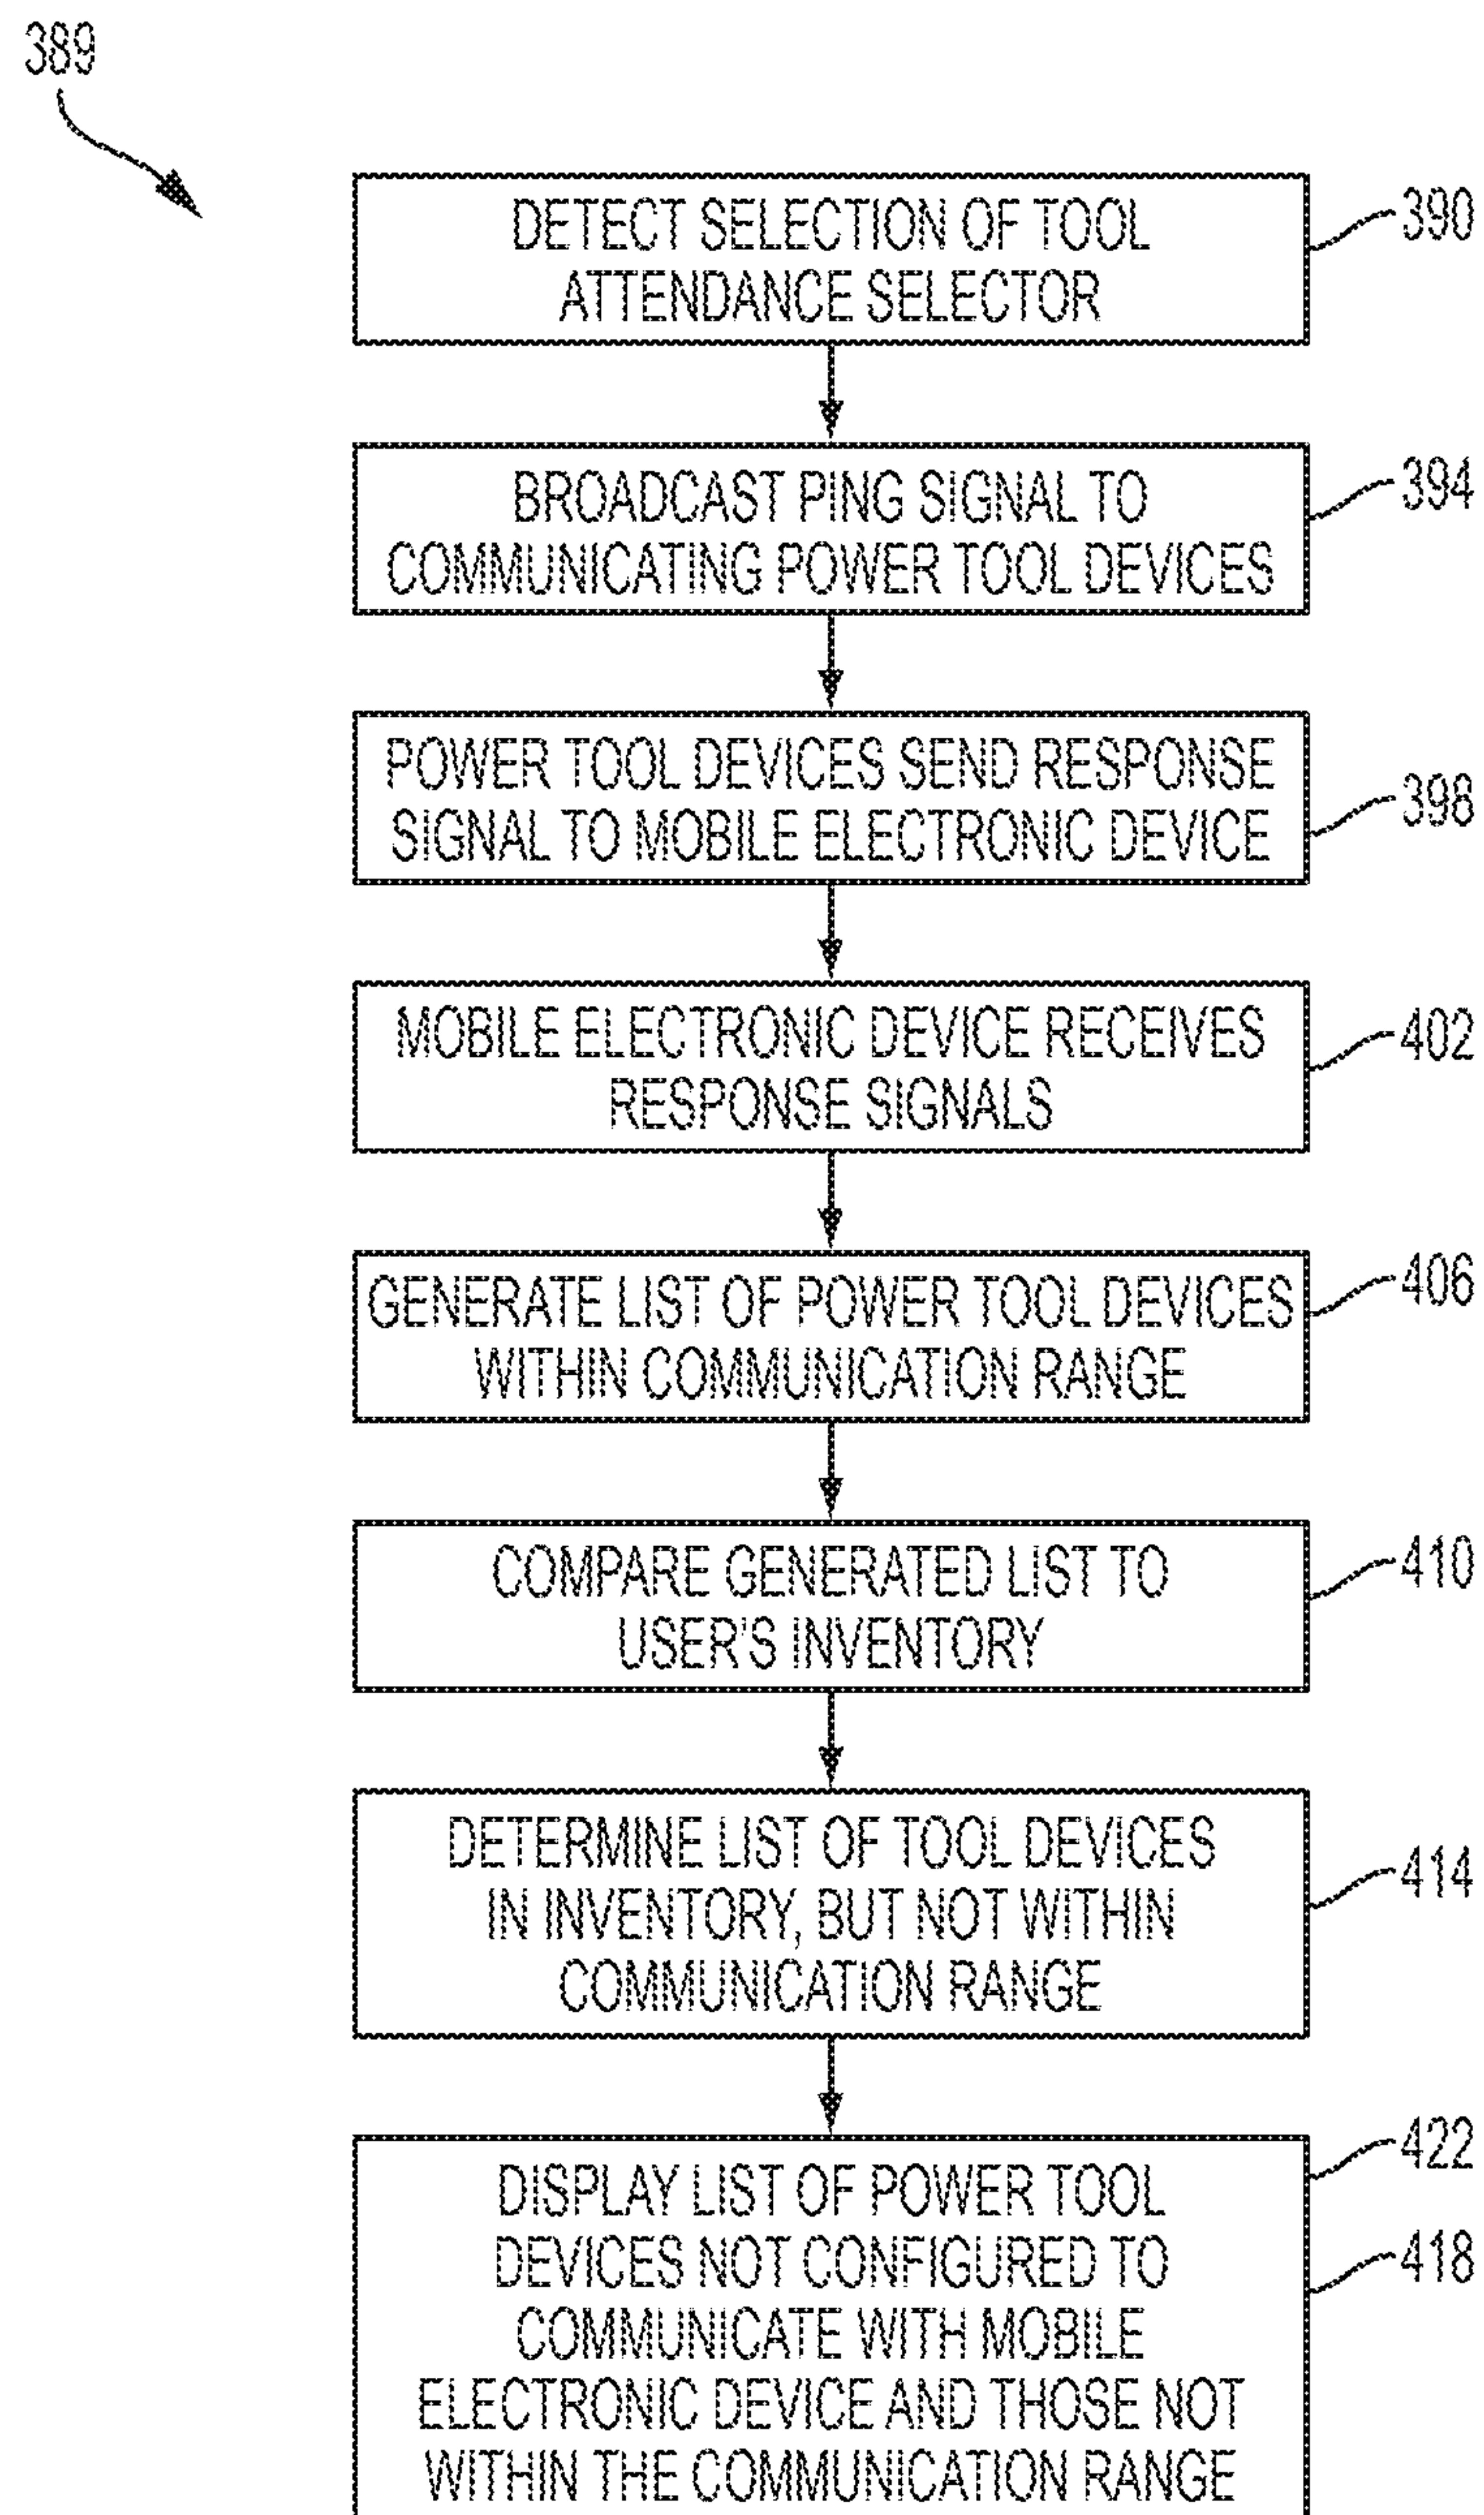 389
DETECT SELECTION OF TOOL
ATTENDANCE SELECTOR
390
BROADCAST PING SIGNAL TO
COMMUNICATING POWER TOOL DEVICES
394
POWER TOOL DEVICES SEND RESPONSE
SIGNAL TO MOBILE ELECTRONIC DEVICE
398
MOBILE ELECTRONIC DEVICE RECEIVES
RESPONSE SIGNALS
402
GENERATE LIST OF POWER TOOL DEVICES
WITHIN COMMUNICATION RANGE
406
COMPARE GENERATED LIST TO
USER'S INVENTORY
410
DETERMINE LIST OF TOOL DEVICES
IN INVENTORY, BUT NOT WITHIN
COMMUNICATION RANGE
414
DISPLAY LIST OF POWER TOOL
DEVICES NOT CONFIGURED TO
COMMUNICATE WITH MOBILE
ELECTRONIC DEVICE AND THOSE NOT
WITHIN THE COMMUNICATION RANGE
422
418